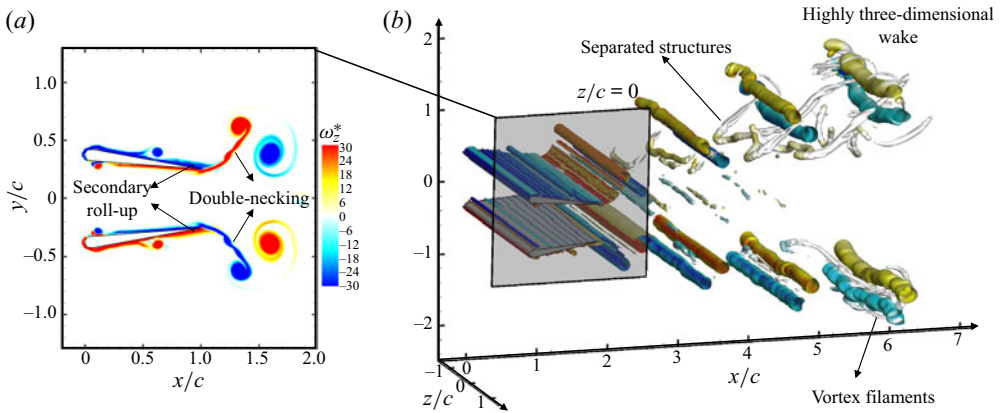 (a)
1.0
0.5
0
−0.5
−1.0
y/c
0
0.5
1.0
1.5
2.0
x/c
Secondary
roll-up
Double-necking
ω*z
30
24
18
12
6
0
−6
−12
−18
−24
−30
(b)
2
1
0
−1
−2
Separated structures
Highly three-dimensional
wake
z/c = 0
−1
0
1
z/c
0
1
2
3
4
5
6
7
x/c
Vortex filaments